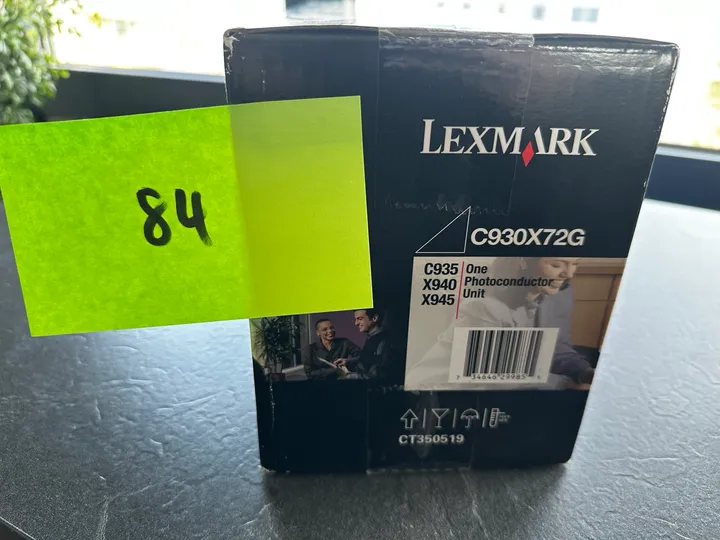 84
LEXMARK
C930X72G
C935 One
X940 Photoconductor
X945 Unit
CT350519